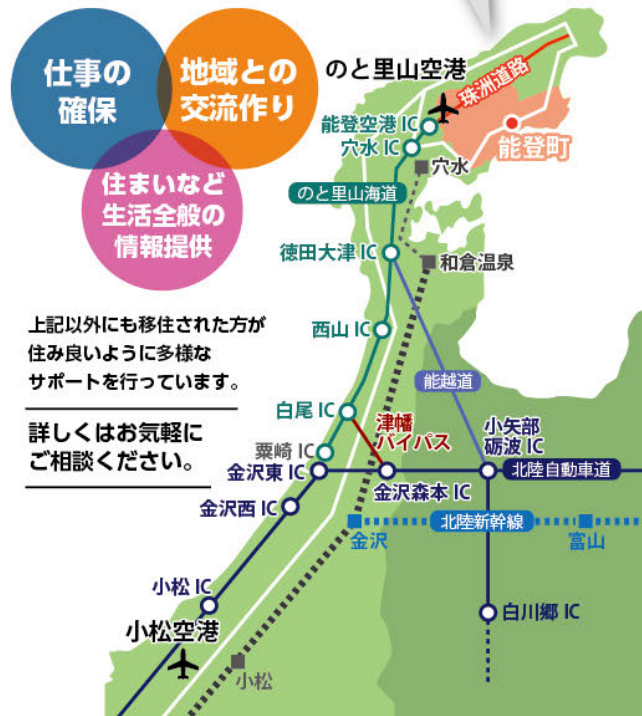 仕事の
確保
地域との
交流作り
住まいなど
生活全般の
情報提供
のと里山空港
珠洲道路
能登空港 IC
穴水 IC
能登町
穴水
のと里山海道
徳田大津 IC
和倉温泉
上記以外にも移住された方が
住み良いように多様な
サポートを行っています。
西山 IC
能越道
白尾 IC
津幡
バイパス
小矢部
砺波 IC
詳しくはお気軽に
ご相談ください。
粟崎 IC
金沢東 IC
金沢森本 IC
北陸自動車道
金沢西 IC
北陸新幹線
金沢
富山
小松 IC
白川郷 IC
小松空港
小松